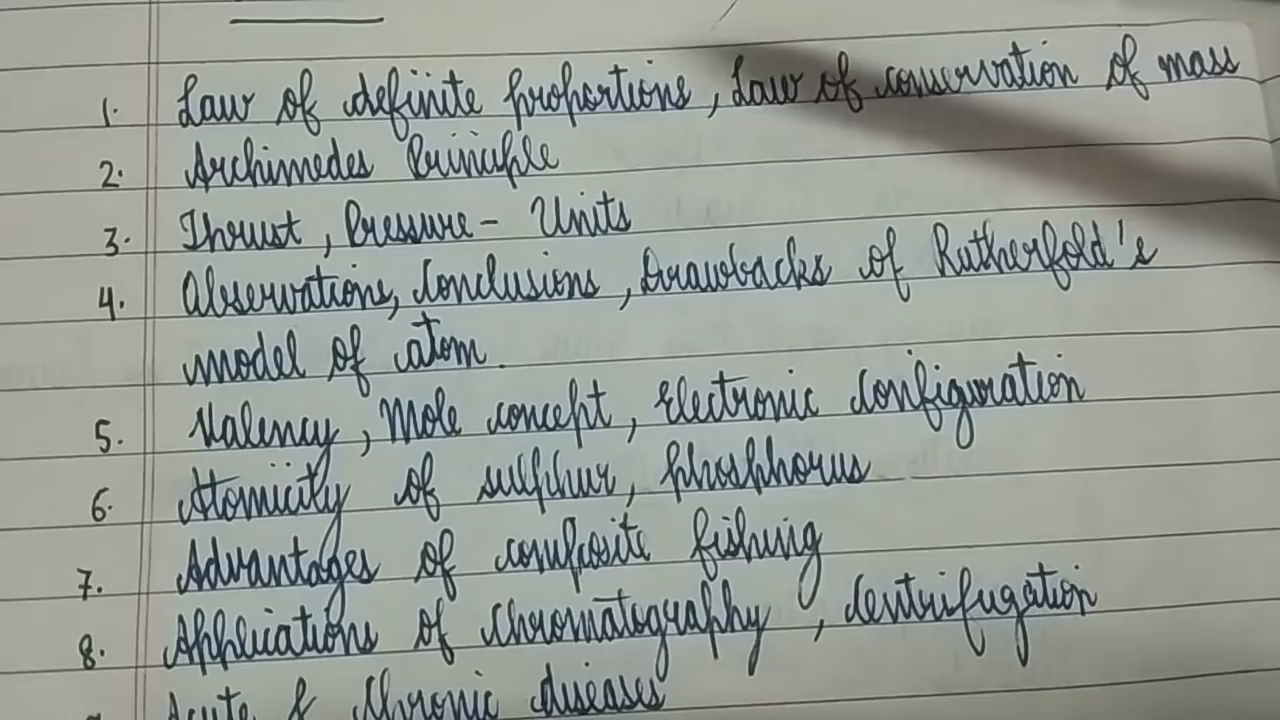 1. Law of definite proportions, Law of conservation of mass
2. Archimedes Principle
3. Thrust, Pressure - Units
4. Observations, Conclusions, Drawbacks of Rutherfold's
model of atom.
5. Valency, Mole concept, Electronic Configuration
6. Atomicity of sulphur, phosphorus
7. Advantages of composite fishing
8. Applications of Chromatography, Centrifugation
Acute & Chronic diseases